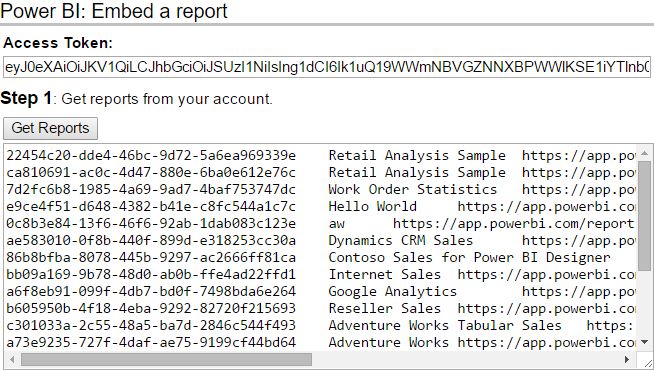 Power BI: Embed a report
Access Token:
eyJ0eXAiOiJKV1QiLCJhbGciOiJSUzI1NiIsIng1dCI6Ik1uQ19WWmNBVGZNNXBPWWlKSE1iYTlnb0
Step 1: Get reports from your account.
Get Reports
22454c20-dde4-46bc-9d72-5a6ea969339e Retail Analysis Sample https://app.pow
ca810691-ac0c-4d47-880e-6ba0e612e76c Retail Analysis Sample https://app.pow
7d2fc6b8-1985-4a69-9ad7-4baf753747dc Work Order Statistics https://app.pow
e9ce4f51-d648-4382-b41e-c8fc544a1c7c Hello World https://app.powerbi.co
0c8b3e84-13f6-46f6-92ab-1dab083c123e aw https://app.powerbi.com/report
ae583010-0f8b-440f-899d-e318253cc30a Dynamics CRM Sales https://app.pow
86b8bfba-8078-445b-9297-ac2666ff81ca Contoso Sales for Power BI Designer
bb09a169-9b78-48d0-ab0b-ffe4ad22ffd1 Internet Sales https://app.powerbi.co
a6f8eb91-099f-4db7-bd0f-7498bda6e264 Google Analytics https://app.pow
b605950b-4f18-4eba-9292-82720f215693 Reseller Sales https://app.powerbi.co
c301033a-2c55-48a5-ba7d-2846c544f493 Adventure Works Tabular Sales https:
a73e9235-727f-4daf-ae75-9199cf44bd64 Adventure Works https://app.powerbi.co